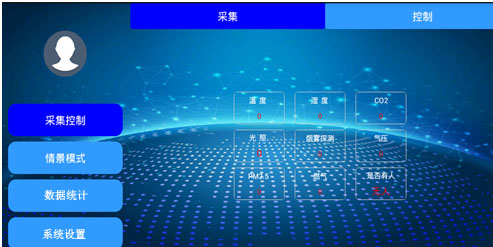 采集 控制
采集控制
情景模式
数据统计
系统设置
温 度 湿 度 CO2
0 0
光 照 烟雾探测 气压
PM2.5 燃气 是否有人